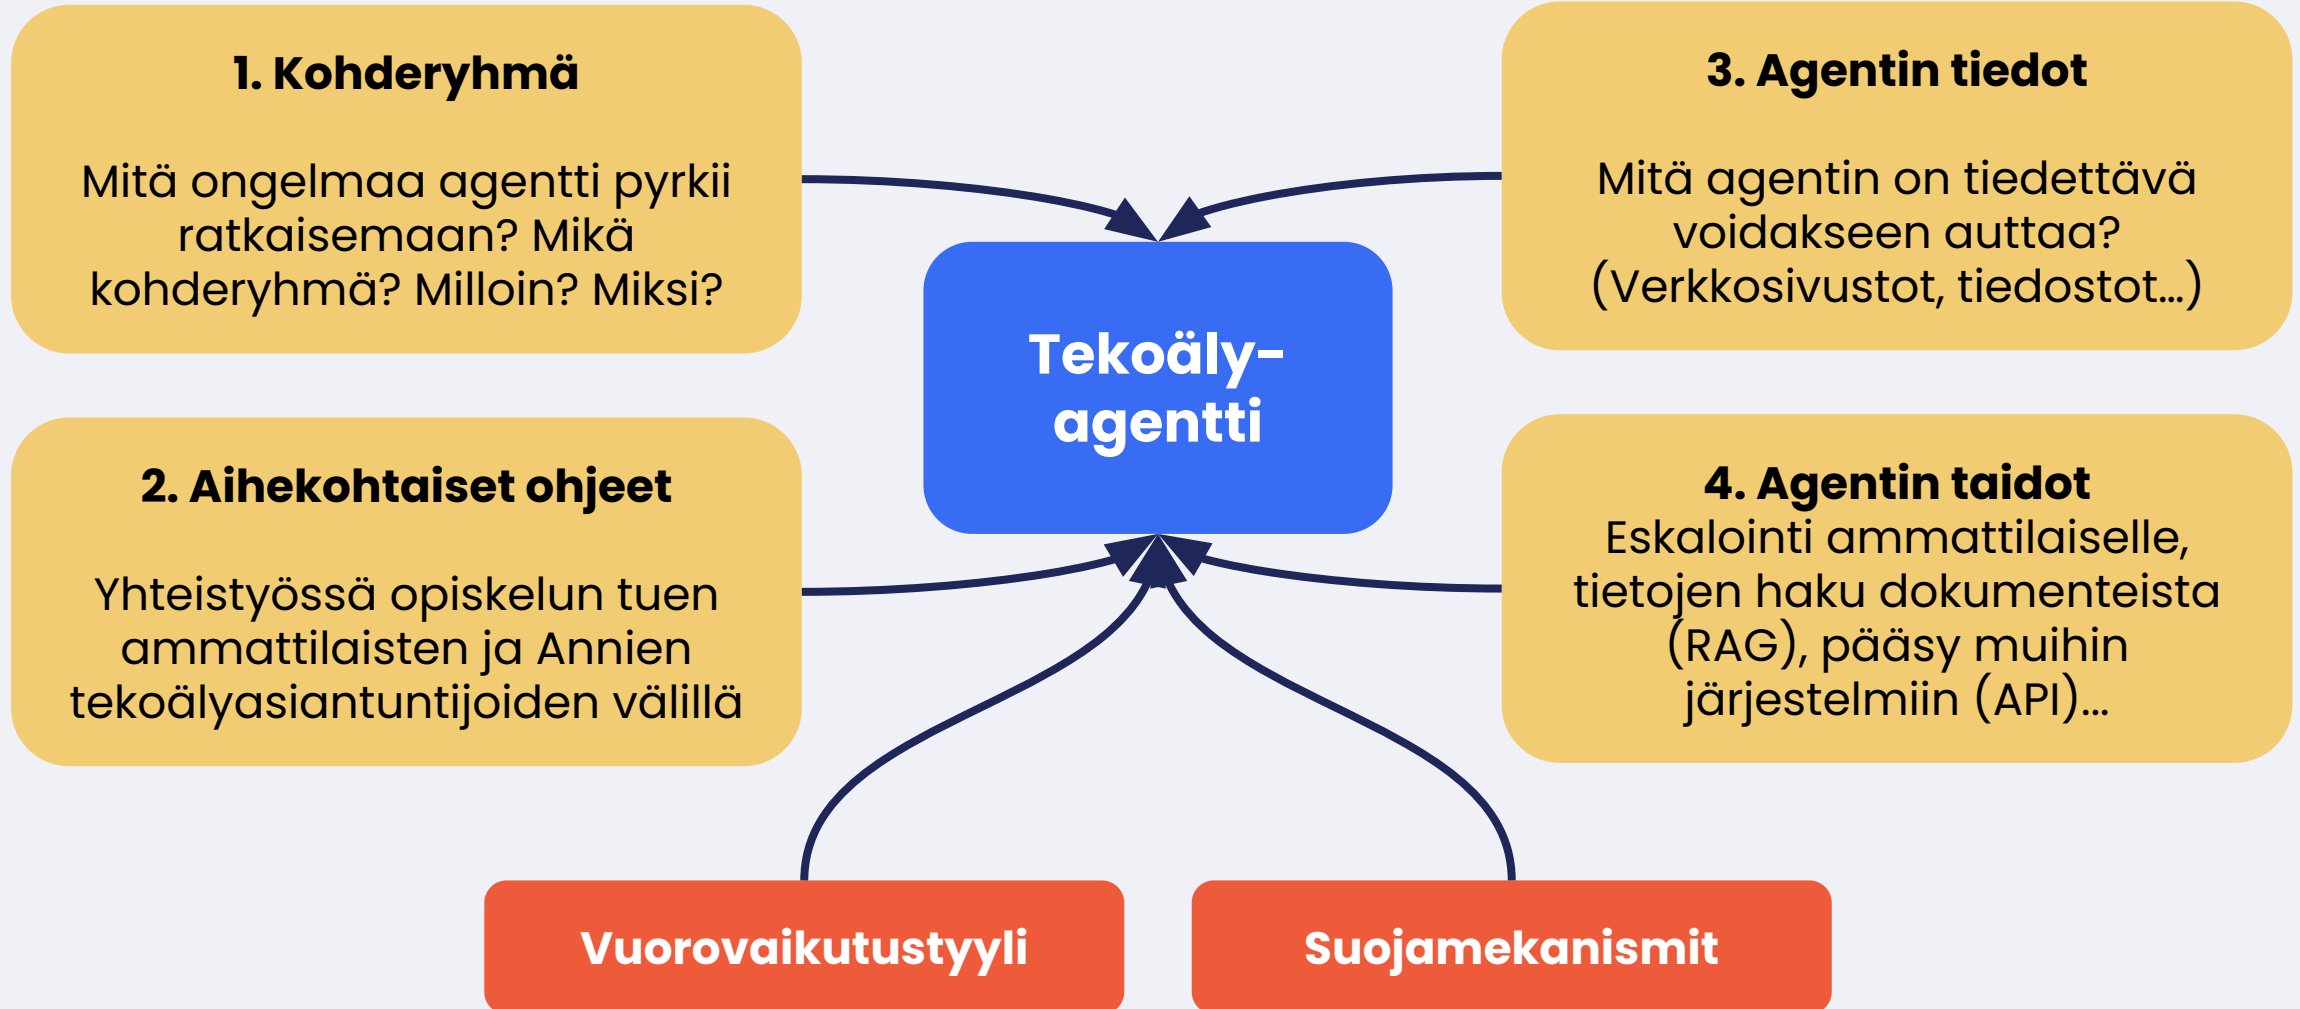 1. Kohderyhmä
Mitä ongelmaa agentti pyrkii
ratkaisemaan? Mikä
kohderyhmä? Milloin? Miksi?
2. Aihekohtaiset ohjeet
Yhteistyössä opiskelun tuen
ammattilaisten ja Annien
tekoälyasiantuntijoiden välillä
Tekoäly-
agentti
3. Agentin tiedot
Mitä agentin on tiedettävä
voidakseen auttaa?
(Verkkosivustot, tiedostot...)
4. Agentin taidot
Eskalointi ammattilaiselle,
tietojen haku dokumenteista
(RAG), pääsy muihin
järjestelmiin (API)...
Vuorovaikutustyyli
Suojamekanismit